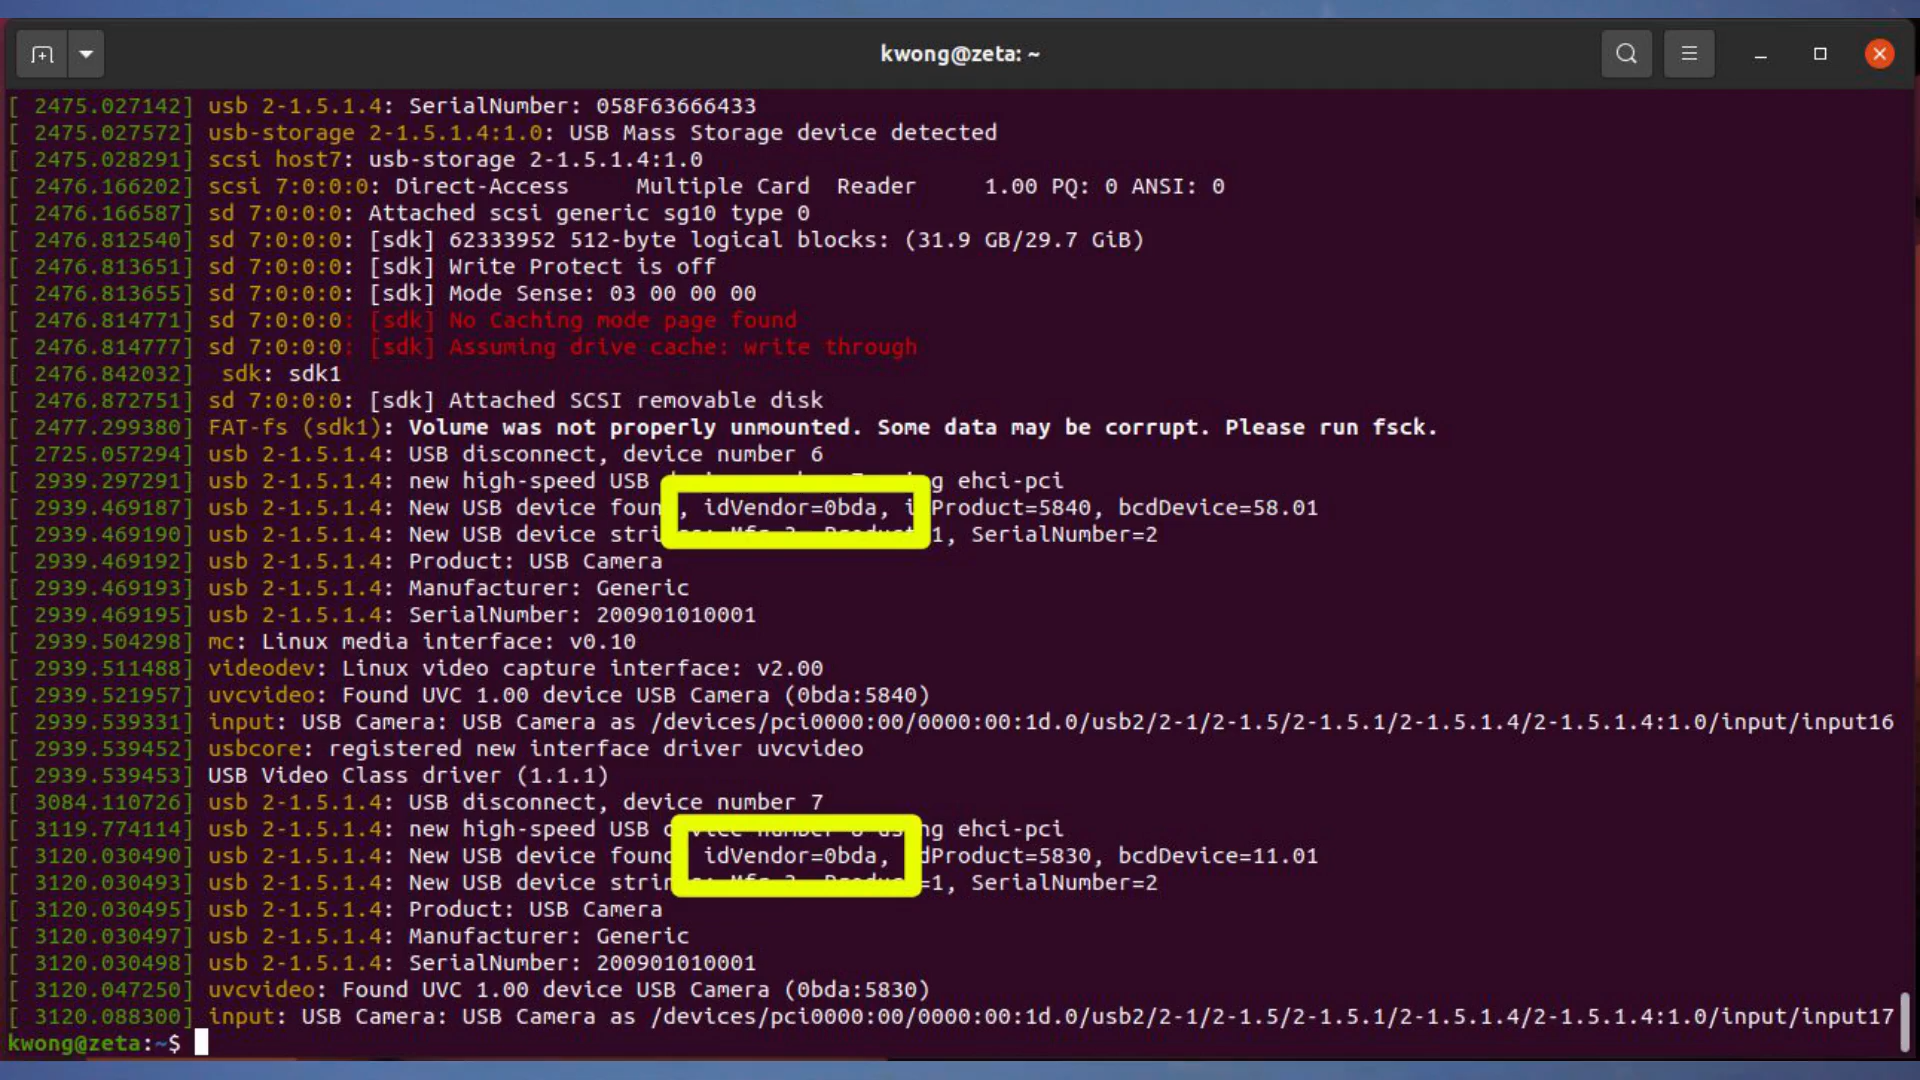 kwong@zeta: ~
[ 2475.027142] usb 2-1.5.1.4: SerialNumber: 058F63666433
[ 2475.027572] usb-storage 2-1.5.1.4:1.0: USB Mass Storage device detected
[ 2475.028291] scsi host7: usb-storage 2-1.5.1.4:1.0
[ 2476.166202] scsi 7:0:0:0: Direct-Access     Multiple Card  Reader     1.00 PQ: 0 ANSI: 0
[ 2476.166587] sd 7:0:0:0: Attached scsi generic sg10 type 0
[ 2476.812540] sd 7:0:0:0: [sdk] 62333952 512-byte logical blocks: (31.9 GB/29.7 GiB)
[ 2476.813651] sd 7:0:0:0: [sdk] Write Protect is off
[ 2476.813655] sd 7:0:0:0: [sdk] Mode Sense: 03 00 00 00
[ 2476.814771] sd 7:0:0:0: [sdk] No Caching mode page found
[ 2476.814777] sd 7:0:0:0: [sdk] Assuming drive cache: write through
[ 2476.842032]  sdk: sdk1
[ 2476.872751] sd 7:0:0:0: [sdk] Attached SCSI removable disk
[ 2477.299380] FAT-fs (sdk1): Volume was not properly unmounted. Some data may be corrupt. Please run fsck.
[ 2725.057294] usb 2-1.5.1.4: USB disconnect, device number 6
[ 2939.297291] usb 2-1.5.1.4: new high-speed USB ehci-pci
[ 2939.469187] usb 2-1.5.1.4: New USB device found, idVendor=0bda, idProduct=5840, bcdDevice=58.01
[ 2939.469190] usb 2-1.5.1.4: New USB device strings: Mfr=3, Product=1, SerialNumber=2
[ 2939.469192] usb 2-1.5.1.4: Product: USB Camera
[ 2939.469193] usb 2-1.5.1.4: Manufacturer: Generic
[ 2939.469195] usb 2-1.5.1.4: SerialNumber: 200901010001
[ 2939.504298] mc: Linux media interface: v0.10
[ 2939.511488] videodev: Linux video capture interface: v2.00
[ 2939.521957] uvcvideo: Found UVC 1.00 device USB Camera (0bda:5840)
[ 2939.539331] input: USB Camera: USB Camera as /devices/pci0000:00/0000:00:1d.0/usb2/2-1/2-1.5/2-1.5.1/2-1.5.1.4/2-1.5.1.4:1.0/input/input16
[ 2939.539452] usbcore: registered new interface driver uvcvideo
[ 2939.539453] USB Video Class driver (1.1.1)
[ 3084.110726] usb 2-1.5.1.4: USB disconnect, device number 7
[ 3119.774114] usb 2-1.5.1.4: new high-speed USB device number 8 using ehci-pci
[ 3120.030490] usb 2-1.5.1.4: New USB device found, idVendor=0bda, idProduct=5830, bcdDevice=11.01
[ 3120.030493] usb 2-1.5.1.4: New USB device strings: Mfr=3, Product=1, SerialNumber=2
[ 3120.030495] usb 2-1.5.1.4: Product: USB Camera
[ 3120.030497] usb 2-1.5.1.4: Manufacturer: Generic
[ 3120.030498] usb 2-1.5.1.4: SerialNumber: 200901010001
[ 3120.047250] uvcvideo: Found UVC 1.00 device USB Camera (0bda:5830)
[ 3120.088300] input: USB Camera: USB Camera as /devices/pci0000:00/0000:00:1d.0/usb2/2-1/2-1.5/2-1.5.1/2-1.5.1.4/2-1.5.1.4:1.0/input/input17
kwong@zeta:~$